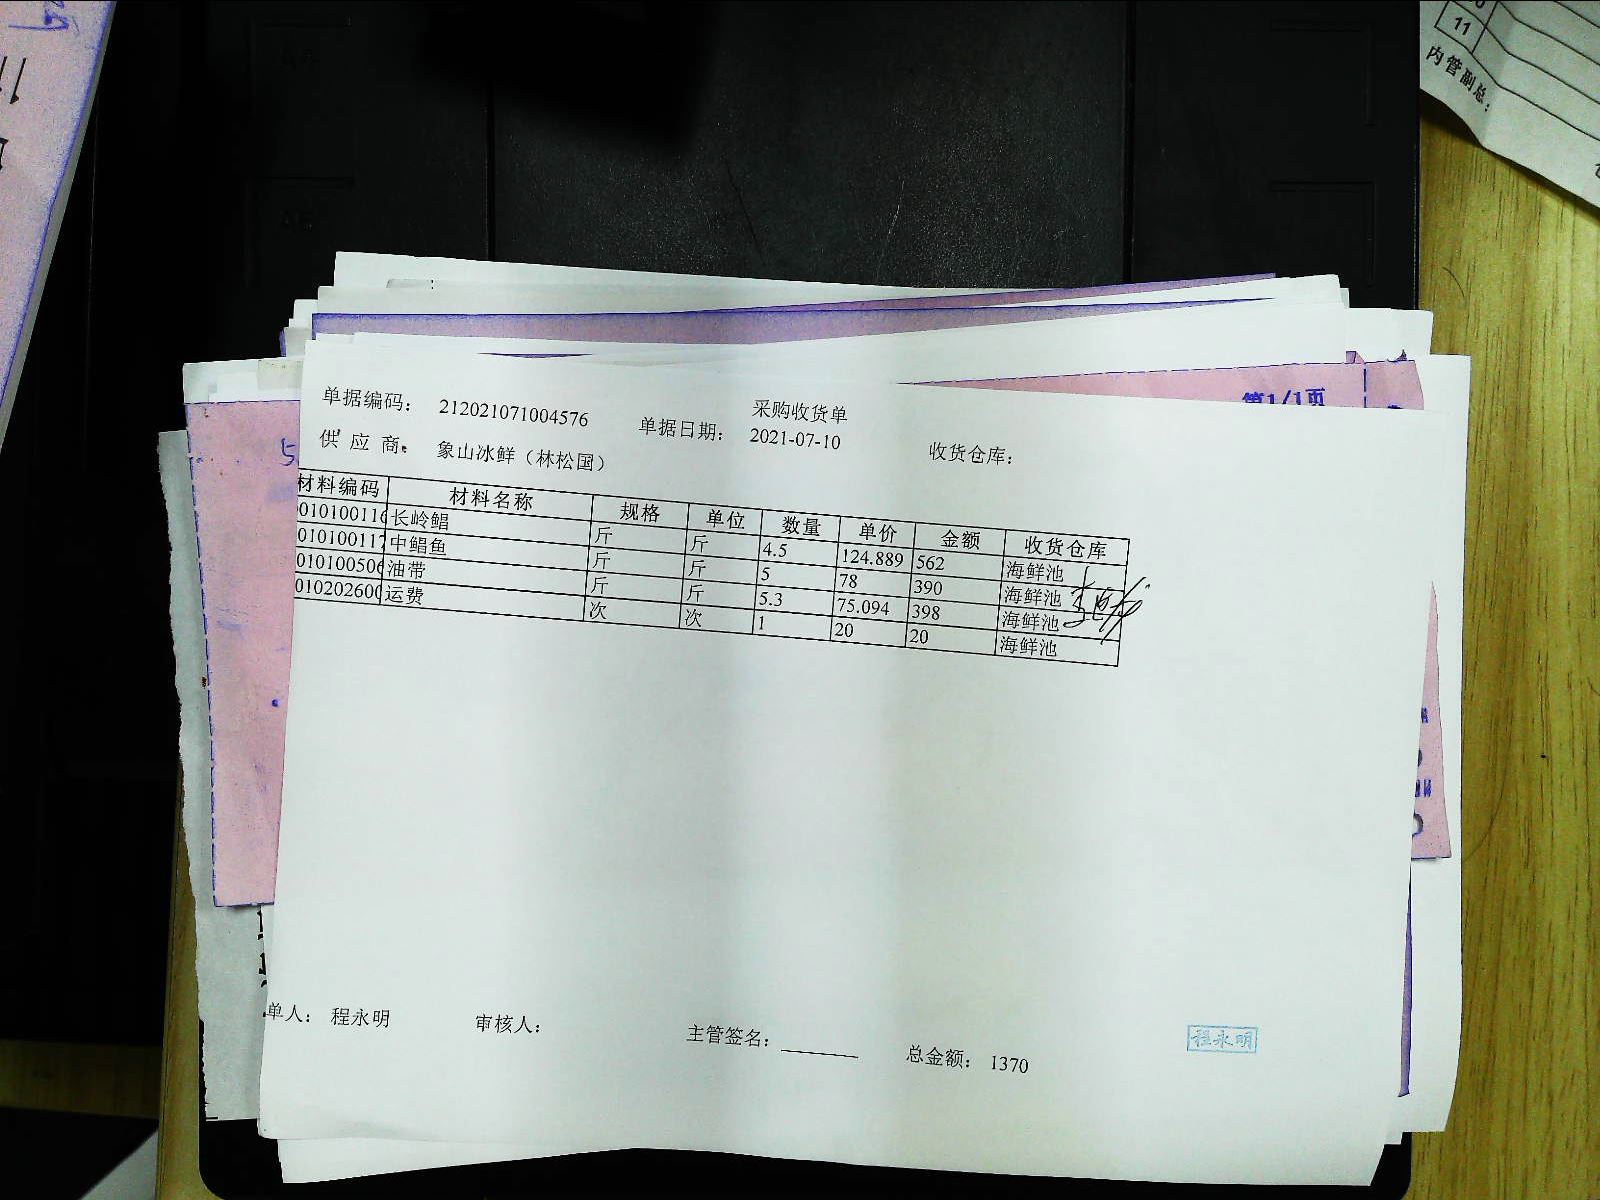 采购收货单
单据编码： 212021071004576 单据日期： 2021-07-10 收货仓库：
供 应 商： 象山冰鲜（林松国）
材料编码 材料名称 规格 单位 数量 单价 金额 收货仓库
010100116 长岭鲳 斤 斤 4.5 124.889 562 海鲜池
010100117 中鲳鱼 斤 斤 5 78 390 海鲜池
010100506 油带 斤 斤 5.3 75.094 398 海鲜池
010202600 运费 次 次 1 20 20 海鲜池
单人： 程永明 审核人： 主管签名： 总金额： 1370
程永明
第1/1页
11
内管副总：